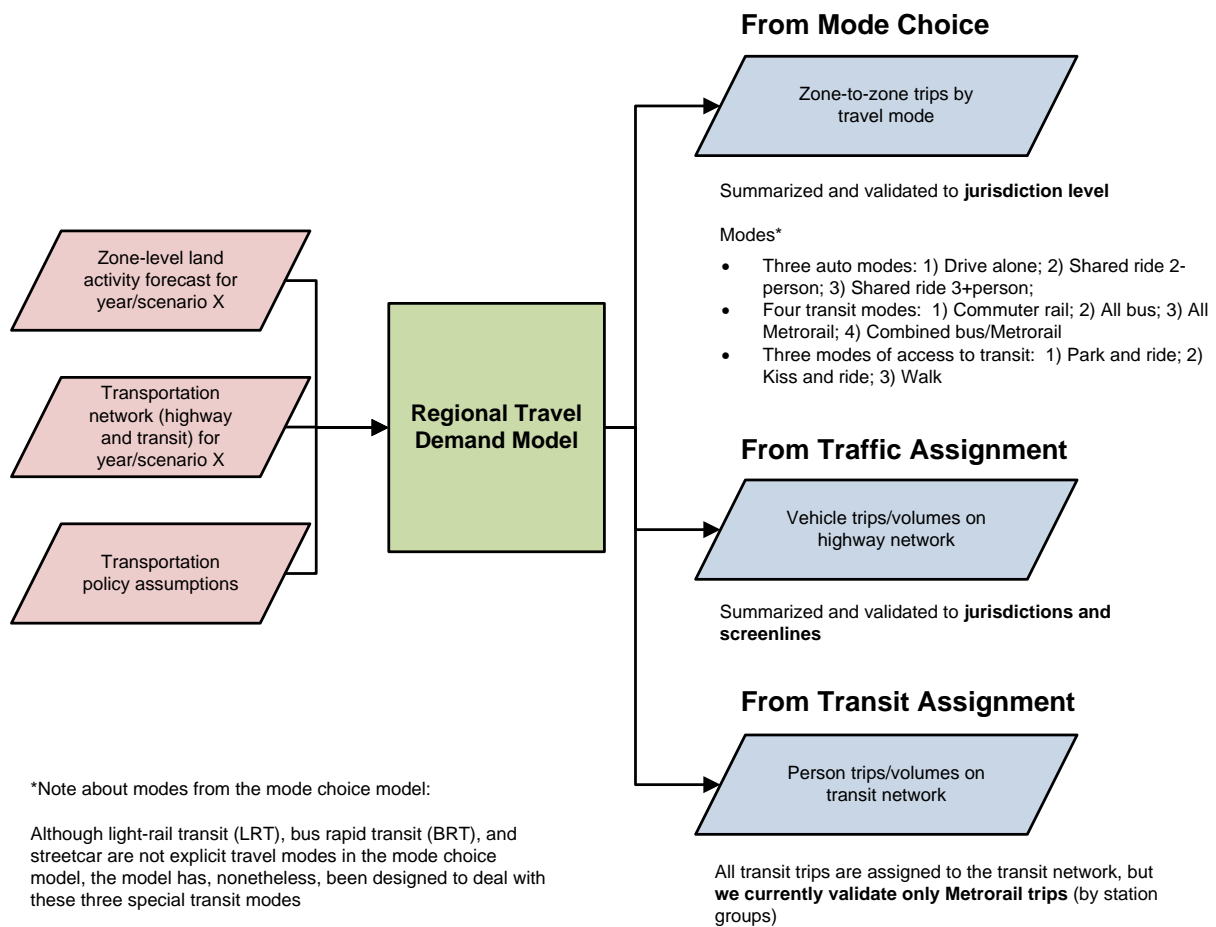 From Mode Choice
Zone-to-zone trips by
travel mode
Summarized and validated to jurisdiction level
Modes*
• Three auto modes: 1) Drive alone; 2) Shared ride 2-
person; 3) Shared ride 3+person;
• Four transit modes: 1) Commuter rail; 2) All bus; 3) All
Metrorail; 4) Combined bus/Metrorail
• Three modes of access to transit: 1) Park and ride; 2)
Kiss and ride; 3) Walk
Zone-level land
activity forecast for
year/scenario X
Transportation
network (highway
and transit) for
year/scenario X
Transportation
policy assumptions
Regional Travel
Demand Model
From Traffic Assignment
Vehicle trips/volumes on
highway network
Summarized and validated to jurisdictions and
screenlines
From Transit Assignment
Person trips/volumes on
transit network
All transit trips are assigned to the transit network, but
we currently validate only Metrorail trips (by station
groups)
*Note about modes from the mode choice model:
Although light-rail transit (LRT), bus rapid transit (BRT), and
streetcar are not explicit travel modes in the mode choice
model, the model has, nonetheless, been designed to deal with
these three special transit modes